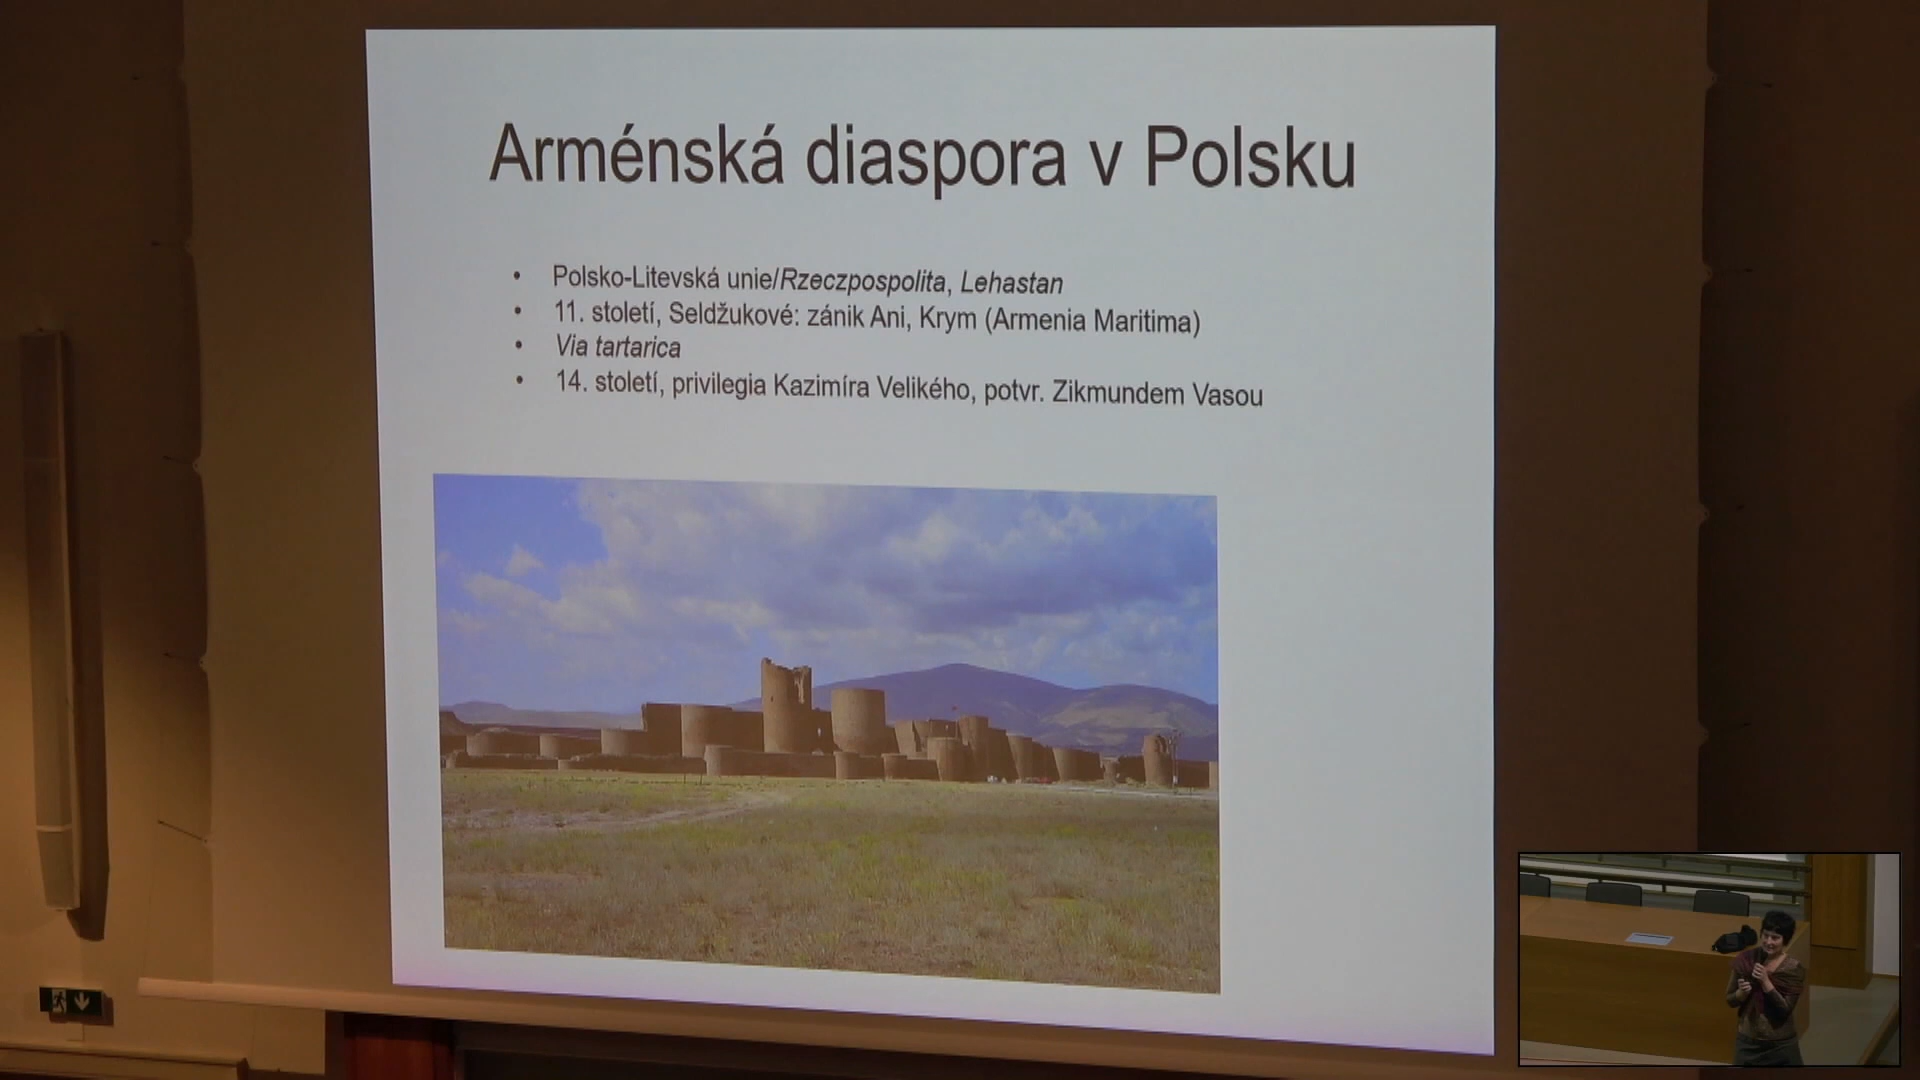 Arménská diaspora v Polsku
• Polsko-Litevská unie/Rzeczpospolita, Lehastan
• 11. století, Seldžukové: zánik Ani, Krym (Armenia Maritima)
• Via tartarica
• 14. století, privilegia Kazimíra Velikého, potvr. Zikmundem Vasou